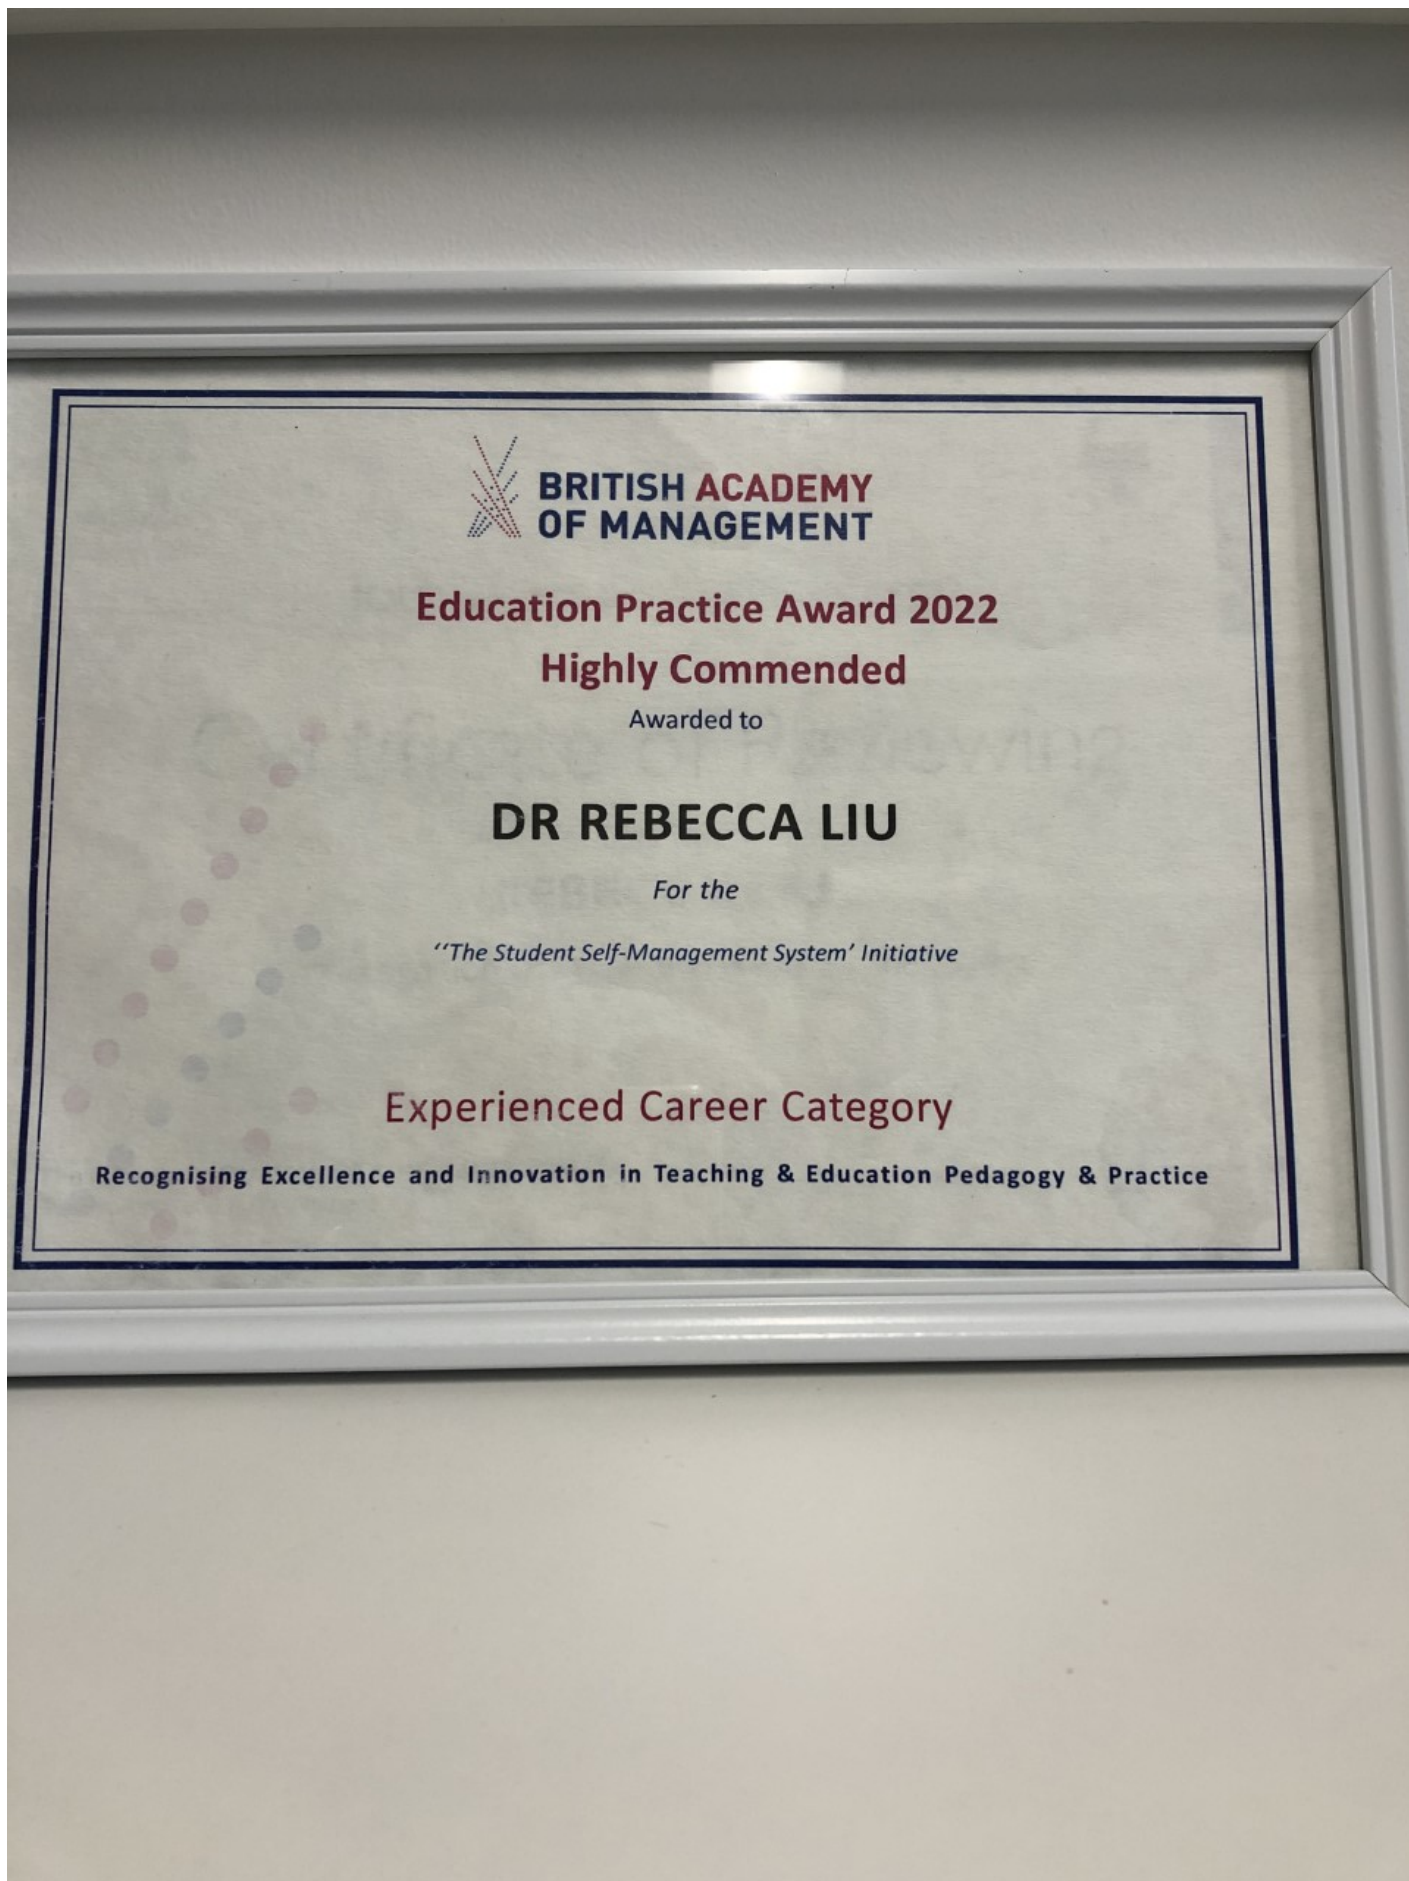 BRITISH ACADEMY
OF MANAGEMENT
Education Practice Award 2022
Highly Commended
Awarded to
DR REBECCA LIU
For the
‘‘The Student Self-Management System’ Initiative
Experienced Career Category
Recognising Excellence and Innovation in Teaching & Education Pedagogy & Practice